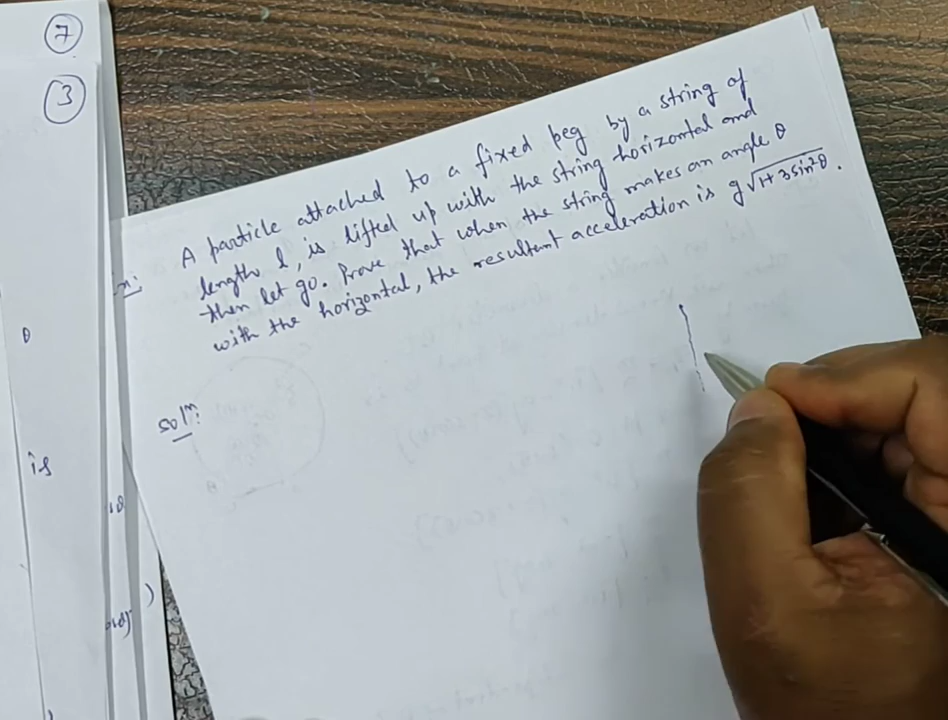 7
3
Ex:
A particle attached to a fixed peg by a string of
length l, is lifted up with the string horizontal and
then let go. Prove that when the string makes an angle θ
with the horizontal, the resultant acceleration is g√1+3sin²θ.
θ
solⁿ:
is